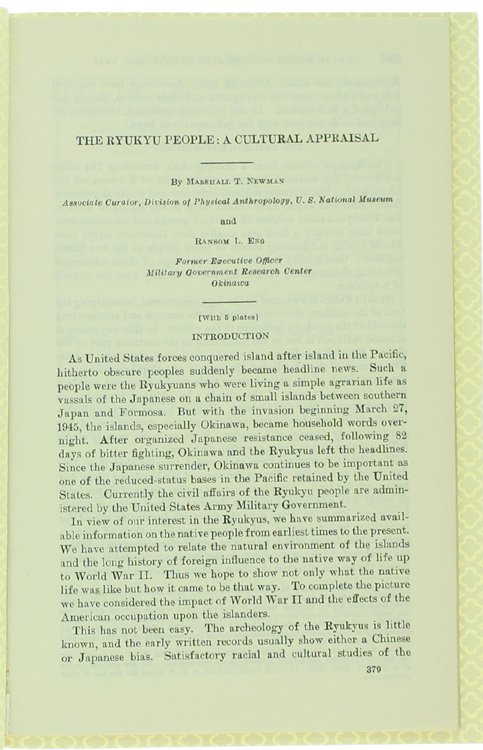 THE RYUKYU PEOPLE: A CULTURAL APPRAISAL
By Marshall T. Newman
Associate Curator, Division of Physical Anthropology, U. S. National Museum
and
Ransom L. Eng
Former Executive Officer
Military Government Research Center
Okinawa
[With 5 plates]
INTRODUCTION
As United States forces conquered island after island in the Pacific,
hitherto obscure peoples suddenly became headline news. Such a
people were the Ryukyuans who were living a simple agrarian life as
vassals of the Japanese on a chain of small islands between southern
Japan and Formosa. But with the invasion beginning March 27,
1945, the islands, especially Okinawa, became household words over-
night. After organized Japanese resistance ceased, following 82
days of bitter fighting, Okinawa and the Ryukyus left the headlines.
Since the Japanese surrender, Okinawa continues to be important as
one of the reduced-status bases in the Pacific retained by the United
States. Currently the civil affairs of the Ryukyu people are admin-
istered by the United States Army Military Government.
In view of our interest in the Ryukyus, we have summarized avail-
able information on the native people from earliest times to the present.
We have attempted to relate the natural environment of the islands
and the long history of foreign influence to the native way of life up
to World War II. Thus we hope to show not only what the native
life was like but how it came to be that way. To complete the picture
we have considered the impact of World War II and the effects of the
American occupation upon the islanders.
This has not been easy. The archeology of the Ryukyus is little
known, and the early written records usually show either a Chinese
or Japanese bias. Satisfactory racial and cultural studies of the
379